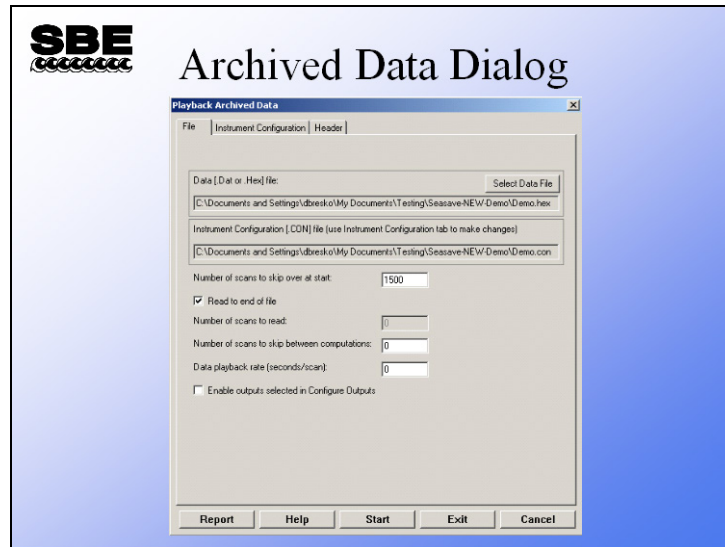 SBE
Archived Data Dialog
Playback Archived Data
File Instrument Configuration Header
Data [.Dat or .Hex] file: Select Data File
C:\Documents and Settings\dbresko\My Documents\Testing\Seasave-NEW-Demo\Demo.hex
Instrument Configuration [.CON] file (use Instrument Configuration tab to make changes)
C:\Documents and Settings\dbresko\My Documents\Testing\Seasave-NEW-Demo\Demo.con
Number of scans to skip over at start: 1500
Read to end of file
Number of scans to read: 0
Number of scans to skip between computations: 0
Data playback rate (seconds/scan): 0
Enable outputs selected in Configure Outputs
Report Help Start Exit Cancel